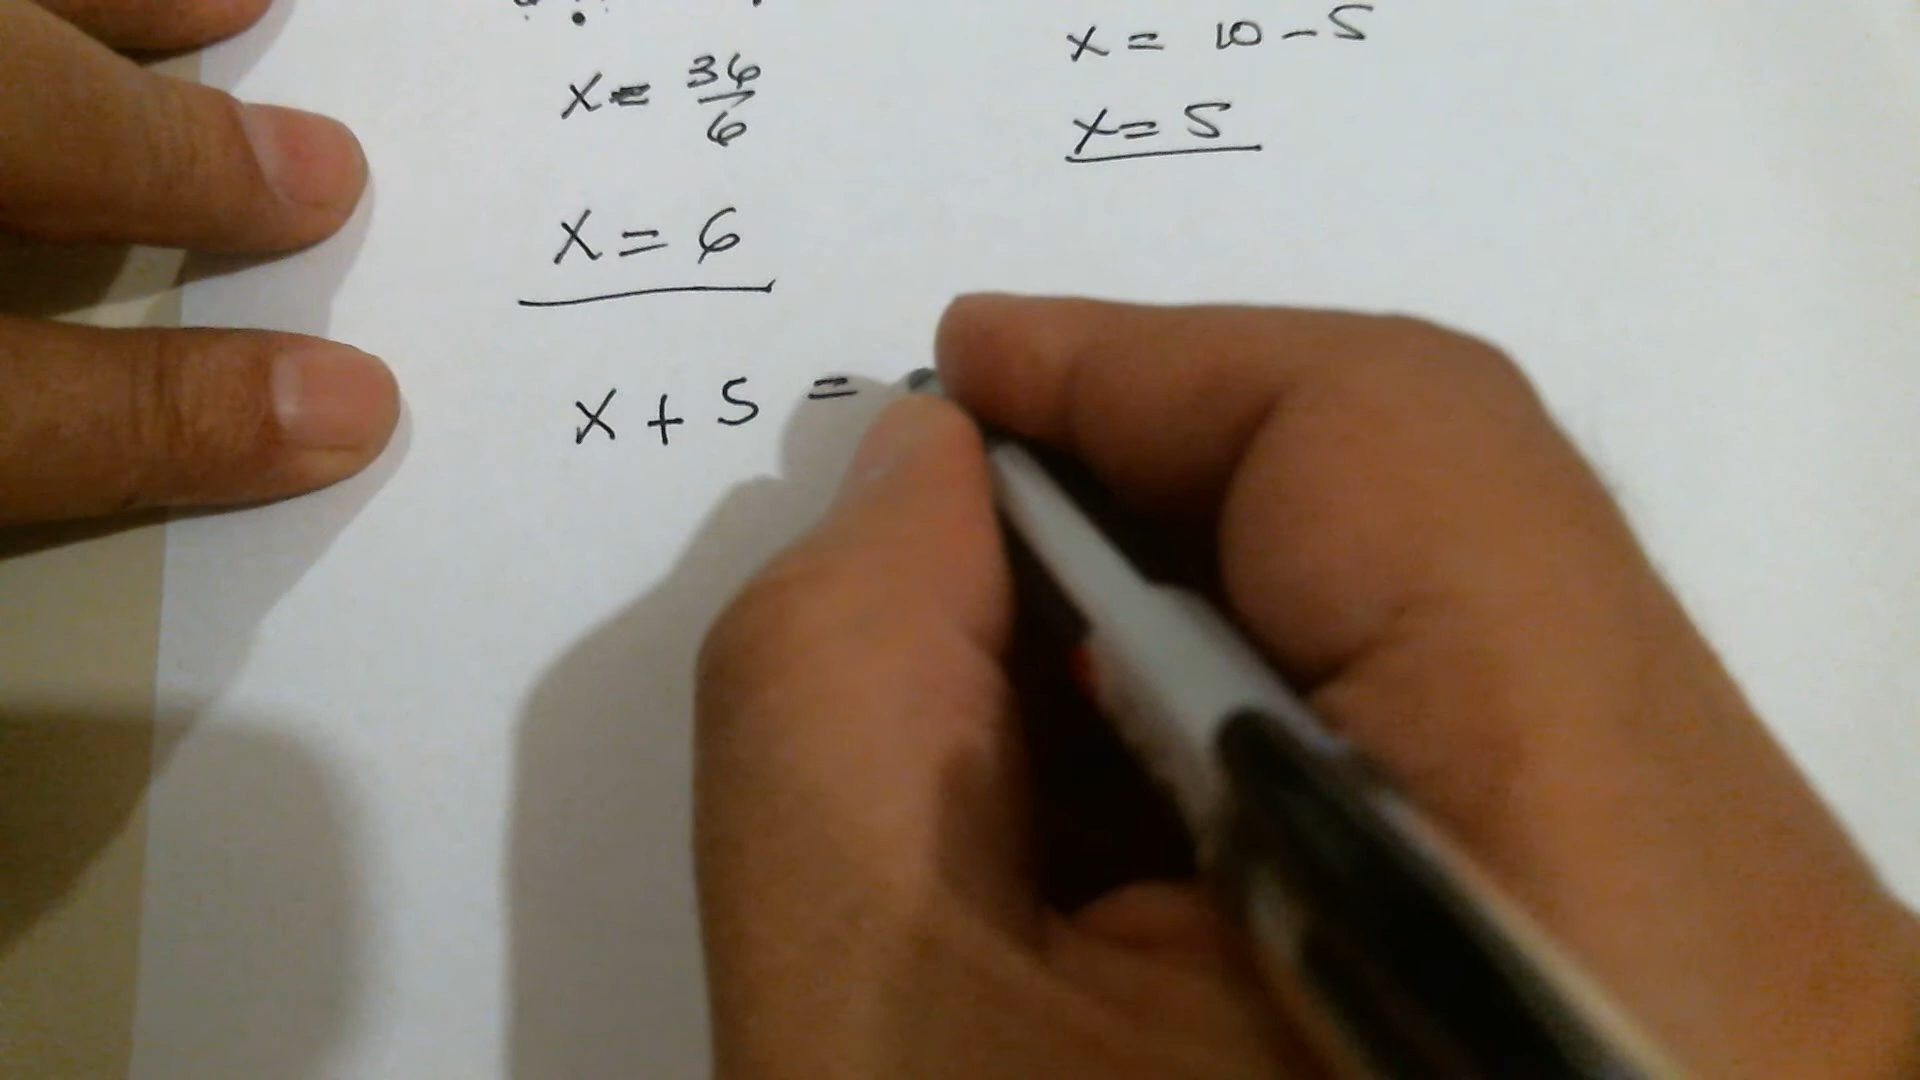 x = 36/6
x = 6
x + 5 =
x = 10 - 5
x = 5